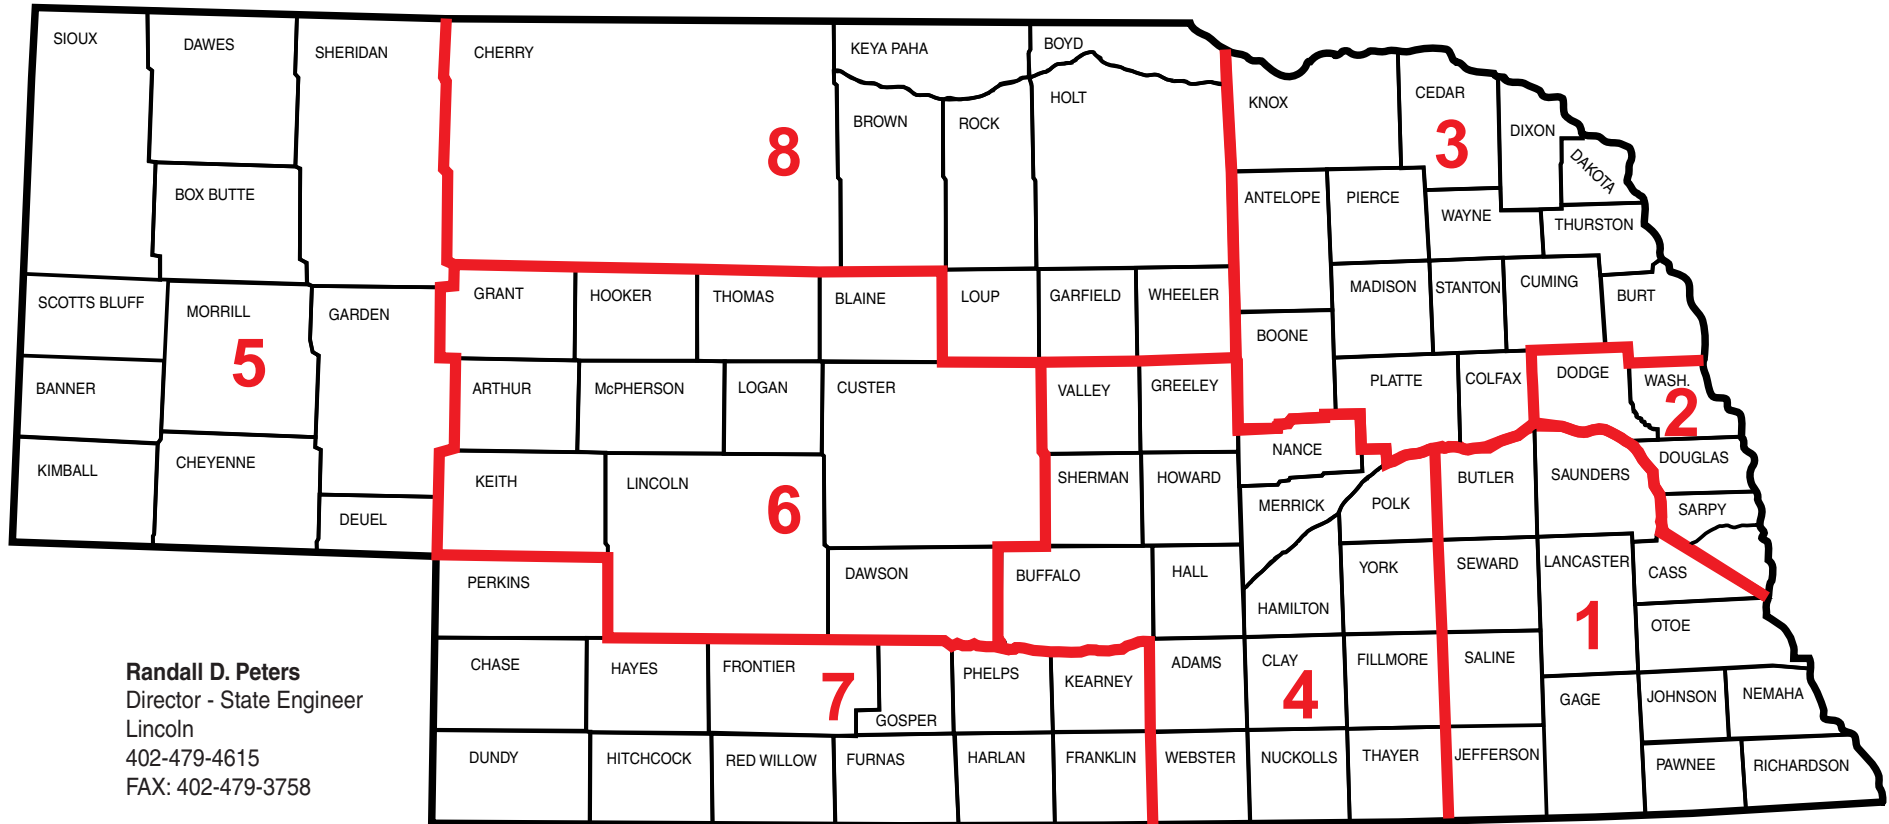 SIOUX
DAWES
SHERIDAN
CHERRY
KEYA PAHA
BOYD
KNOX
CEDAR
DIXON
DAKOTA
BROWN
ROCK
HOLT
8
3
BOX BUTTE
ANTELOPE
PIERCE
WAYNE
THURSTON
SCOTTS BLUFF
MORRILL
GARDEN
GRANT
HOOKER
THOMAS
BLAINE
LOUP
GARFIELD
WHEELER
MADISON
STANTON
CUMING
BURT
BOONE
5
BANNER
ARTHUR
McPHERSON
LOGAN
CUSTER
VALLEY
GREELEY
PLATTE
COLFAX
DODGE
WASH.
2
KIMBALL
CHEYENNE
KEITH
LINCOLN
6
SHERMAN
HOWARD
NANCE
MERRICK
POLK
BUTLER
SAUNDERS
DOUGLAS
SARPY
DEUEL
PERKINS
DAWSON
BUFFALO
HALL
HAMILTON
YORK
SEWARD
LANCASTER
CASS
1
OTOE
CHASE
HAYES
FRONTIER
7
GOSPER
PHELPS
KEARNEY
ADAMS
CLAY
4
FILLMORE
SALINE
GAGE
JOHNSON
NEMAHA
DUNDY
HITCHCOCK
RED WILLOW
FURNAS
HARLAN
FRANKLIN
WEBSTER
NUCKOLLS
THAYER
JEFFERSON
PAWNEE
RICHARDSON
Randall D. Peters
Director - State Engineer
Lincoln
402-479-4615
FAX: 402-479-3758